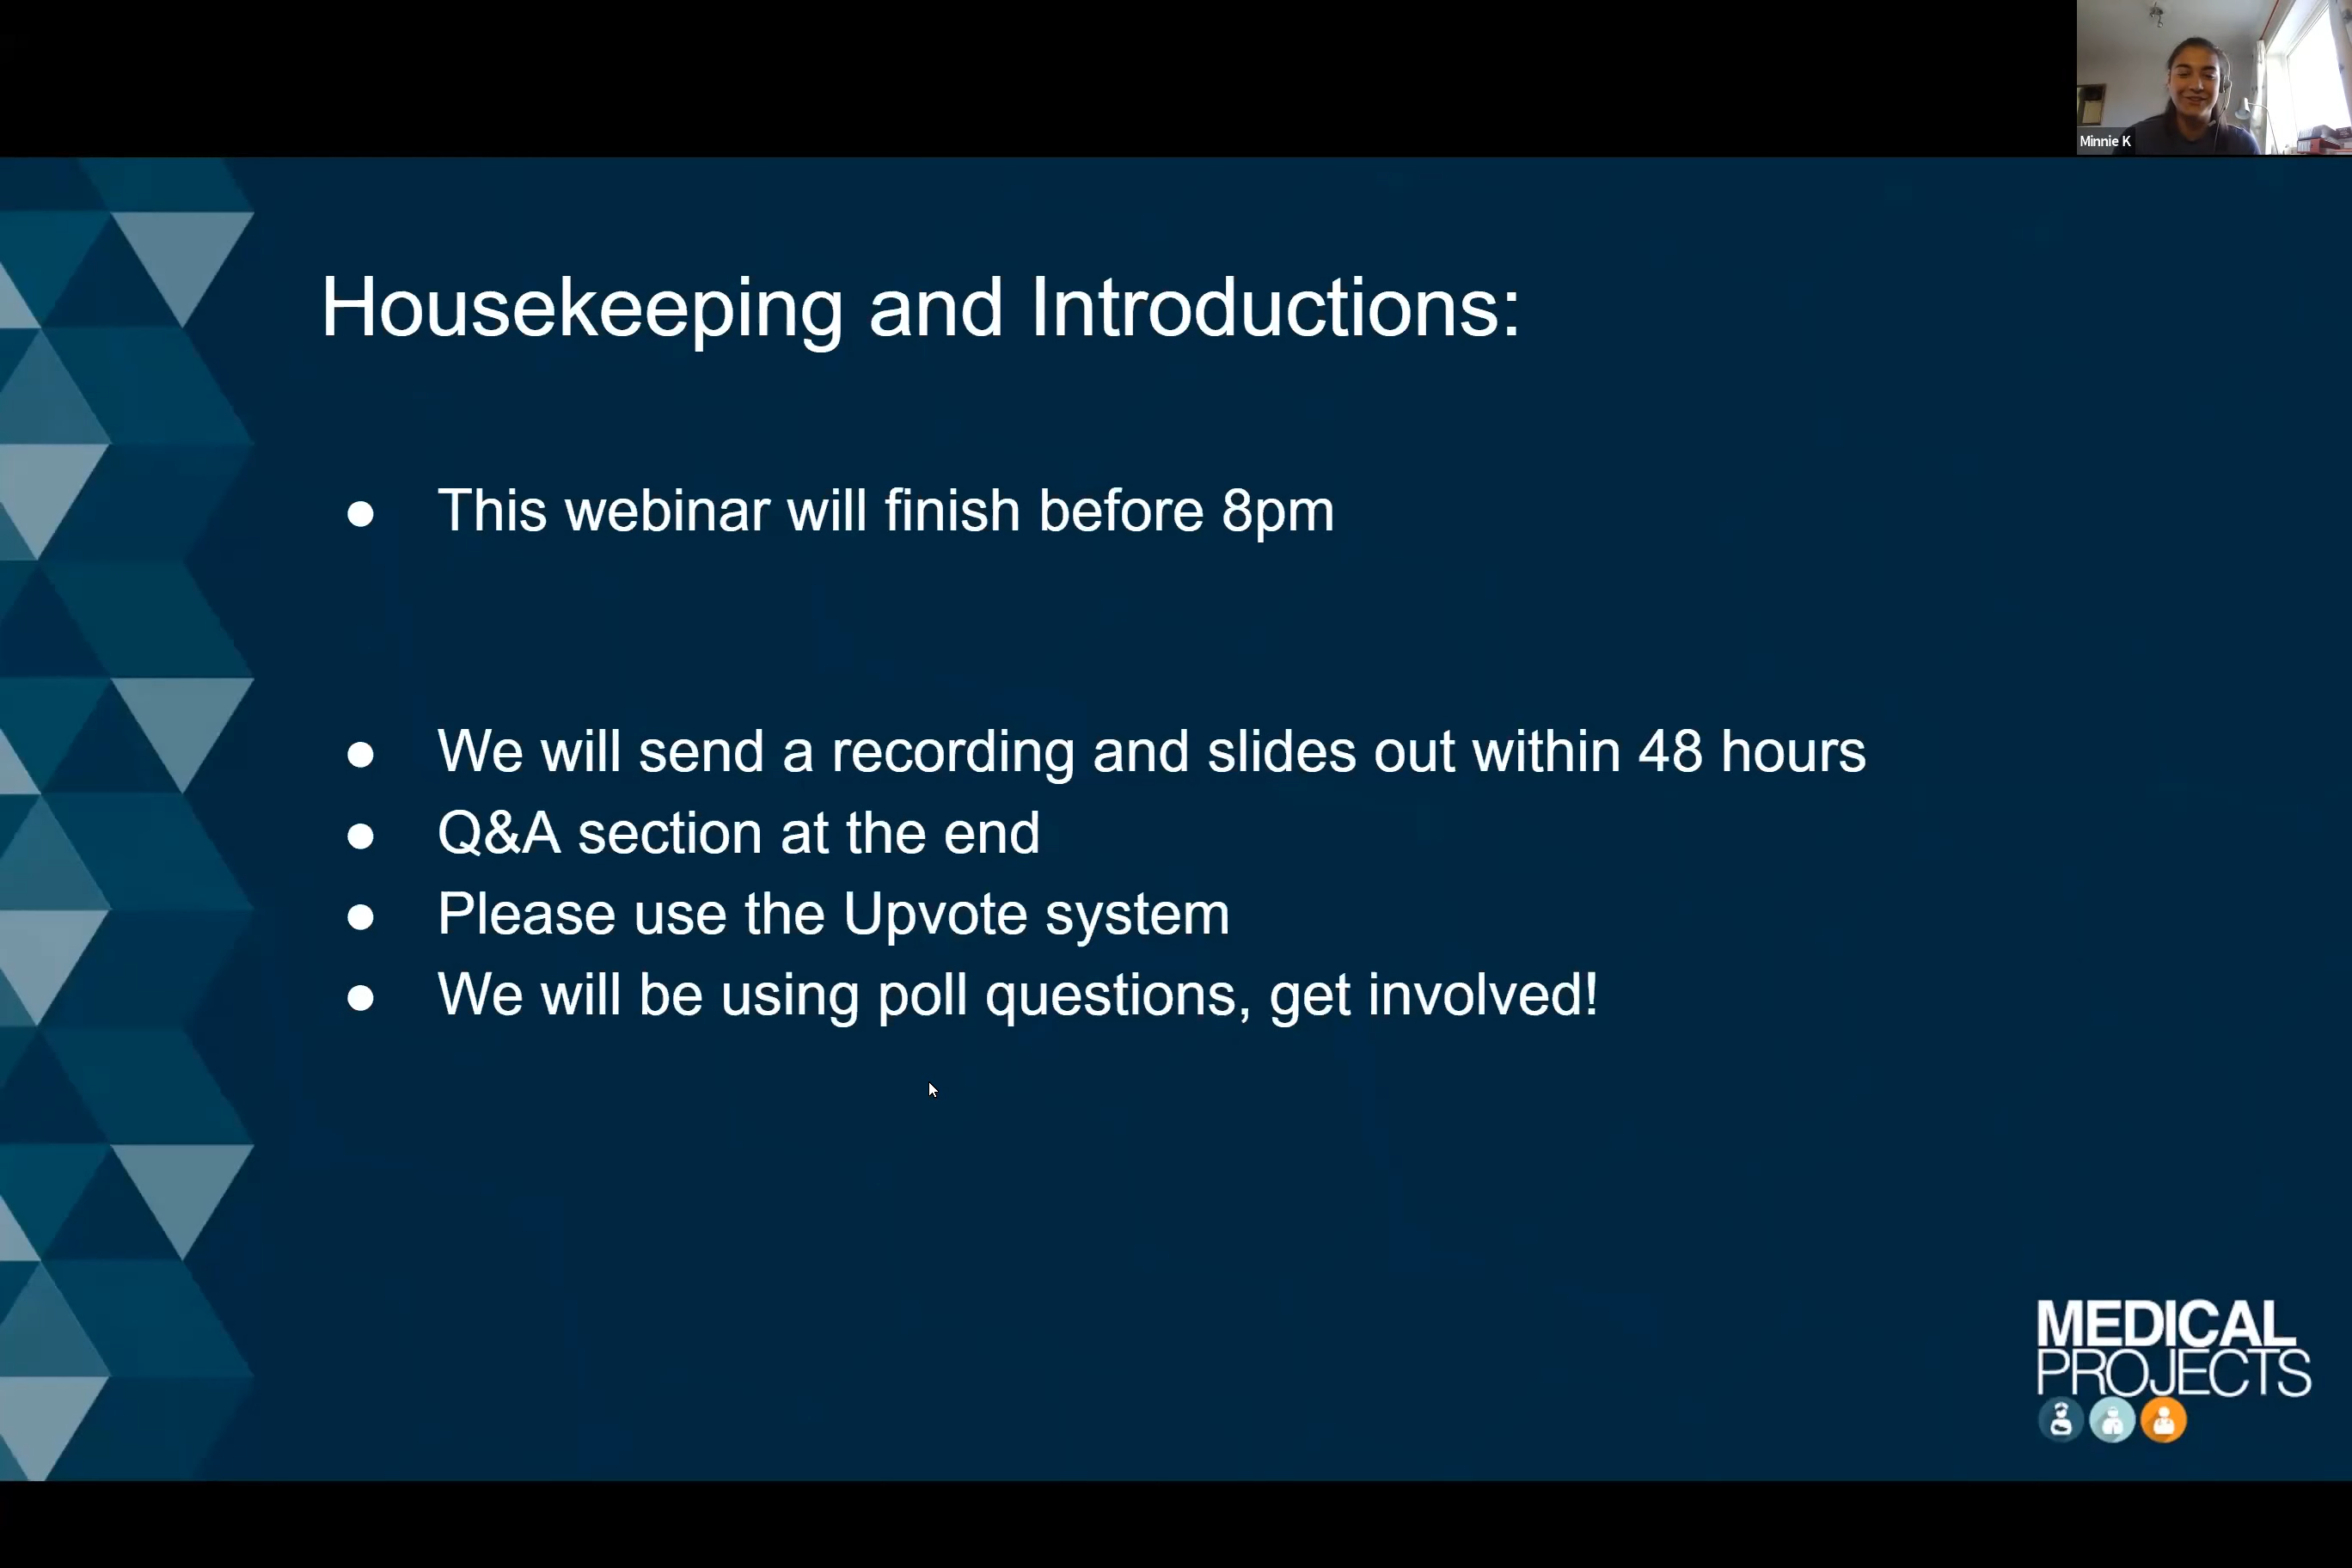 Minnie K
Housekeeping and Introductions:
● This webinar will finish before 8pm
● We will send a recording and slides out within 48 hours
● Q&A section at the end
● Please use the Upvote system
● We will be using poll questions, get involved!
MEDICAL
PROJECTS